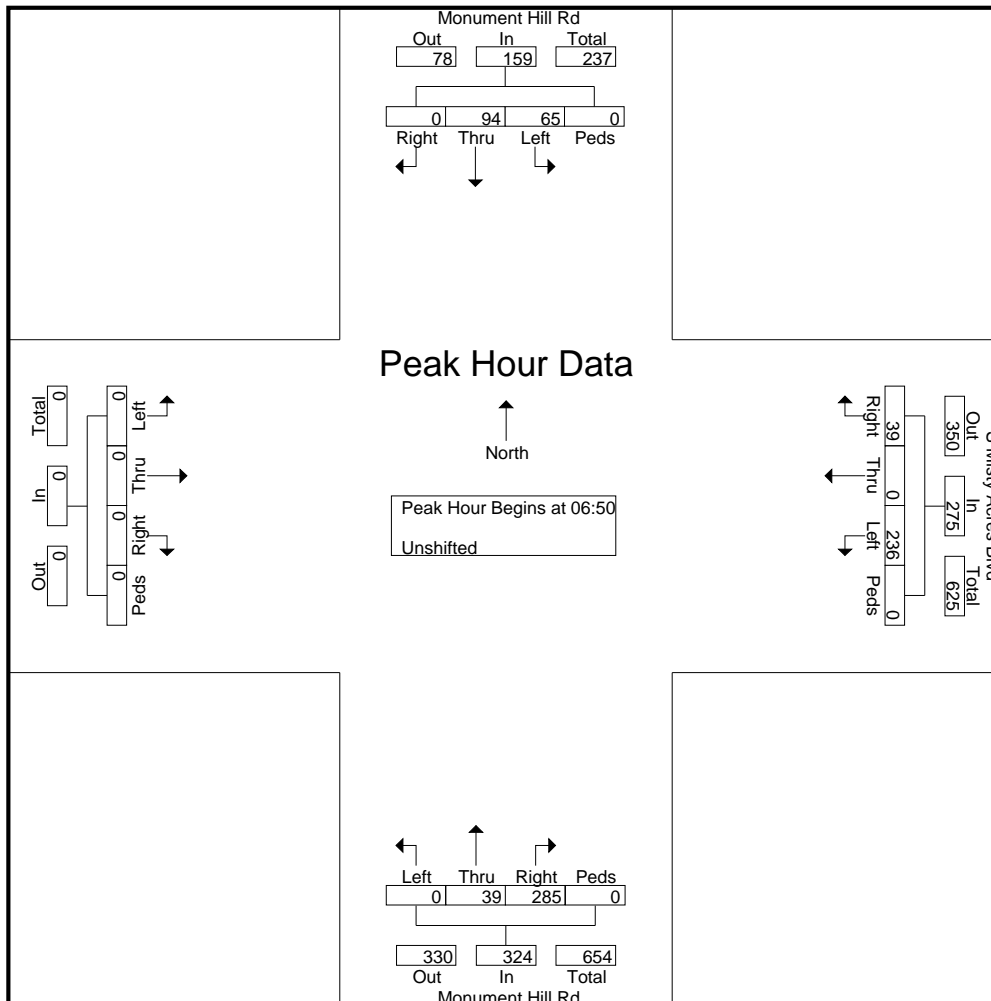 Monument Hill Rd
Out In Total
78 159 237
0 94 65 0
Right Thru Left Peds
Peak Hour Data
North
Peak Hour Begins at 06:50
Unshifted
Total In Out
0 0 0
0 0 0 0
Left Thru Right Peds
Misty Acres Blvd
Out In Total
350 275 625
39 0 236 0
Right Thru Left Peds
Left Thru Right Peds
0 39 285 0
330 324 654
Out In Total
Monument Hill Rd